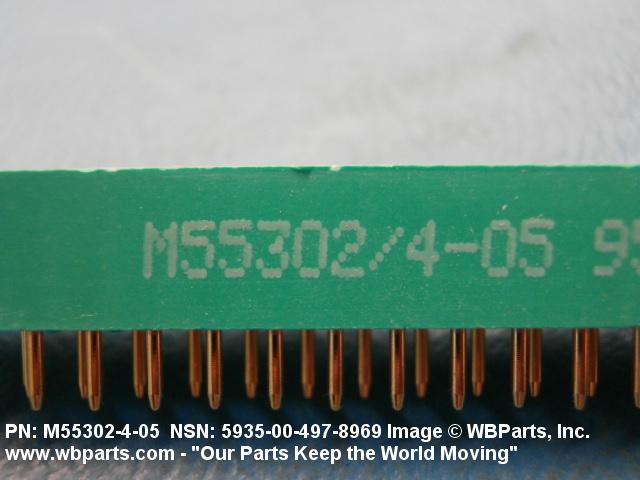 M55302/4-05 95
PN: M55302-4-05 NSN: 5935-00-497-8969 Image © WBParts, Inc.
www.wbparts.com - "Our Parts Keep the World Moving"